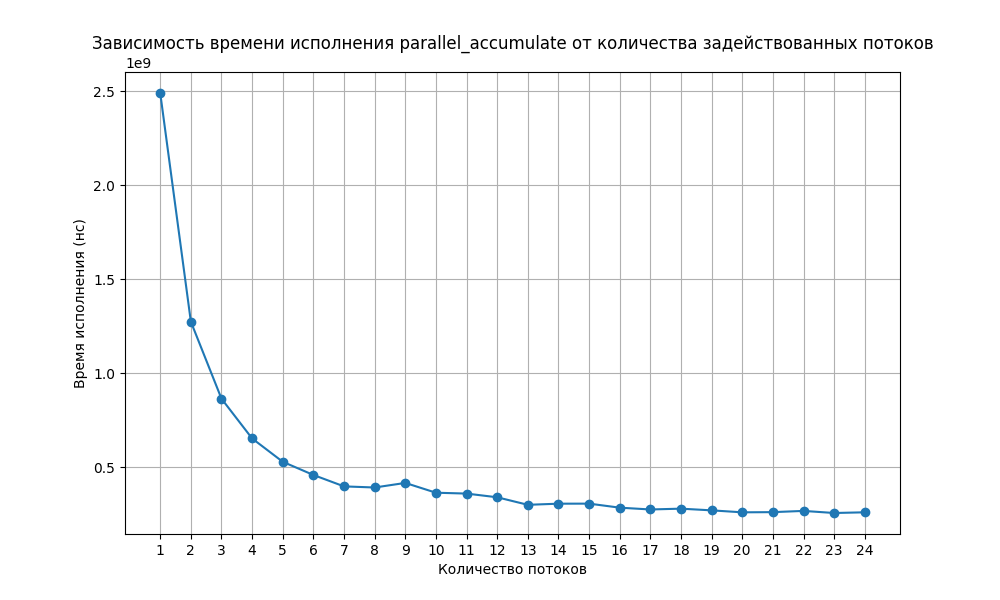 Зависимость времени исполнения parallel_accumulate от количества задействованных потоков
1e9
2.5
2.0
1.5
1.0
0.5
Время исполнения (нс)
1 2 3 4 5 6 7 8 9 10 11 12 13 14 15 16 17 18 19 20 21 22 23 24
Количество потоков